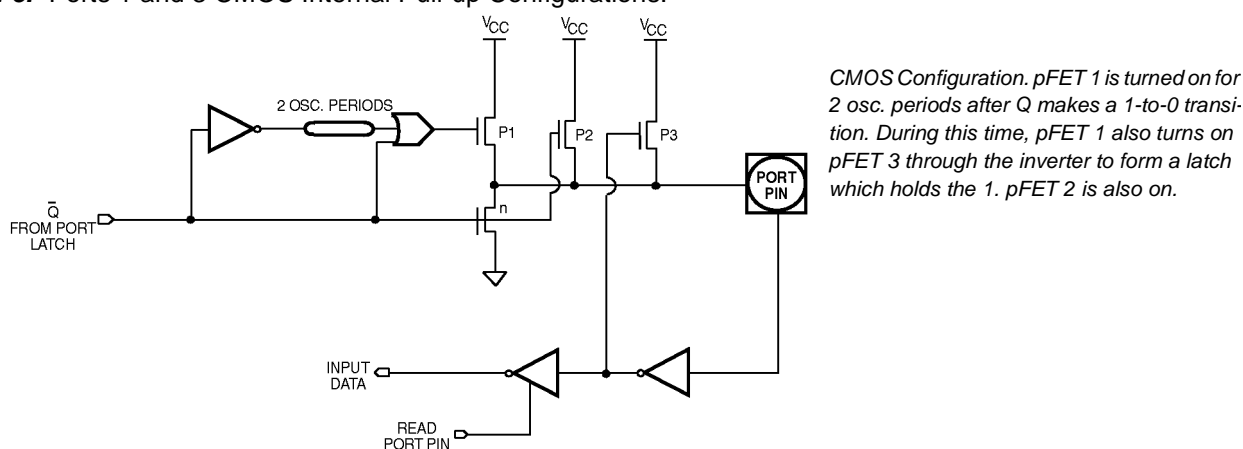 Ports 1 and 3 CMOS Internal Pull-up Configurations.
VCC
VCC
VCC
2 OSC. PERIODS
P1
P2
P3
n
PORT
PIN
Q̅
FROM PORT
LATCH
INPUT
DATA
READ
PORT PIN
CMOS Configuration. pFET 1 is turned on for
2 osc. periods after Q makes a 1-to-0 transi-
tion. During this time, pFET 1 also turns on
pFET 3 through the inverter to form a latch
which holds the 1. pFET 2 is also on.